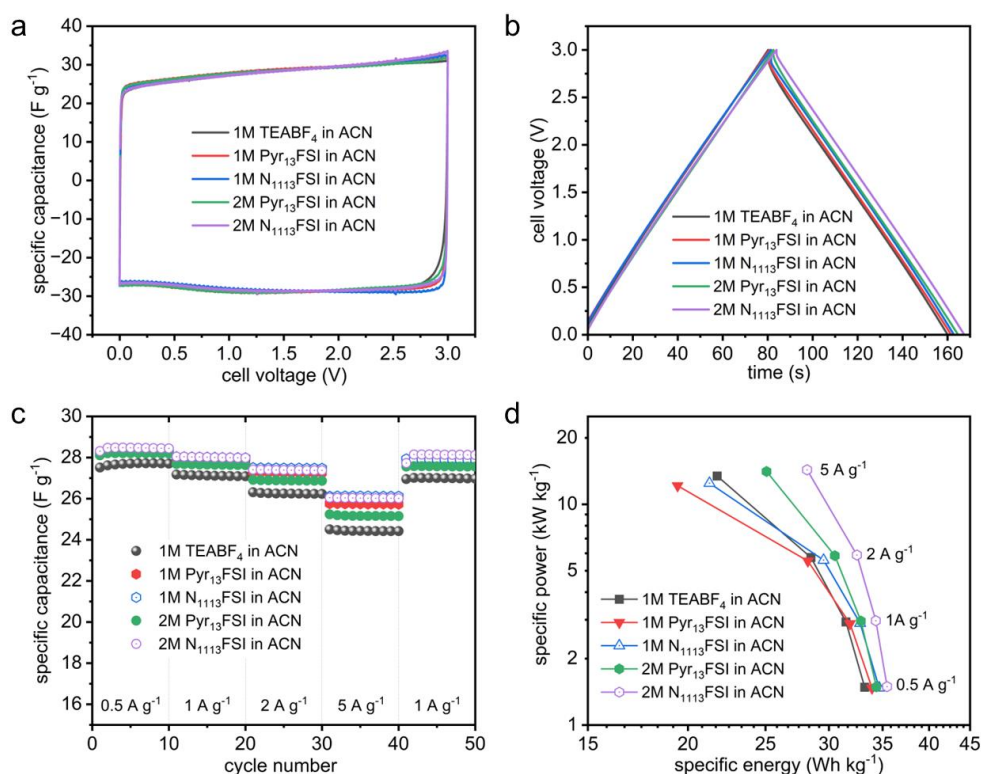 a
specific capacitance (F g⁻¹)
40
30
20
10
0
−10
−20
−30
−40
1M TEABF₄ in ACN
1M Pyr₁₃FSI in ACN
1M N₁₁₁₃FSI in ACN
2M Pyr₁₃FSI in ACN
2M N₁₁₁₃FSI in ACN
0.0 0.5 1.0 1.5 2.0 2.5 3.0
cell voltage (V)
b
cell voltage (V)
3.0
2.5
2.0
1.5
1.0
0.5
0.0
1M TEABF₄ in ACN
1M Pyr₁₃FSI in ACN
1M N₁₁₁₃FSI in ACN
2M Pyr₁₃FSI in ACN
2M N₁₁₁₃FSI in ACN
0 20 40 60 80 100 120 140 160
time (s)
c
specific capacitance (F g⁻¹)
30
28
26
24
22
20
18
16
1M TEABF₄ in ACN
1M Pyr₁₃FSI in ACN
1M N₁₁₁₃FSI in ACN
2M Pyr₁₃FSI in ACN
2M N₁₁₁₃FSI in ACN
0.5 A g⁻¹ 1 A g⁻¹ 2 A g⁻¹ 5 A g⁻¹ 1 A g⁻¹
0 10 20 30 40 50
cycle number
d
specific power (kW kg⁻¹)
20
10
5
2
1
5 A g⁻¹
2 A g⁻¹
1A g⁻¹
0.5 A g⁻¹
1M TEABF₄ in ACN
1M Pyr₁₃FSI in ACN
1M N₁₁₁₃FSI in ACN
2M Pyr₁₃FSI in ACN
2M N₁₁₁₃FSI in ACN
15 20 25 30 35 40 45
specific energy (Wh kg⁻¹)